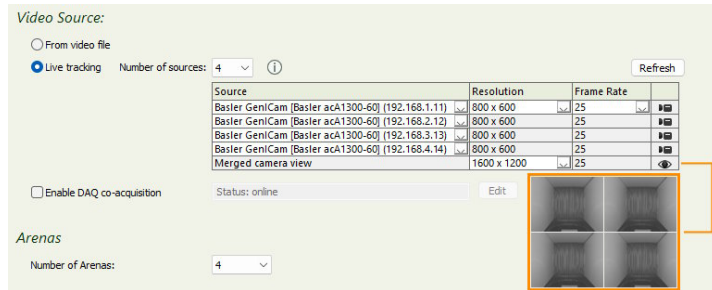 Video Source:
From video file
Live tracking Number of sources: 4 i Refresh
Source Resolution Frame Rate
Basler GenICam [Basler acA1300-60] (192.168.1.11) ... 800 x 600 ... 25 ...
Basler GenICam [Basler acA1300-60] (192.168.2.12) ... 800 x 600 25
Basler GenICam [Basler acA1300-60] (192.168.3.13) ... 800 x 600 25
Basler GenICam [Basler acA1300-60] (192.168.4.14) ... 800 x 600 25
Merged camera view 1600 x 1200 ... 25
Enable DAQ co-acquisition Status: online Edit
Arenas
Number of Arenas: 4